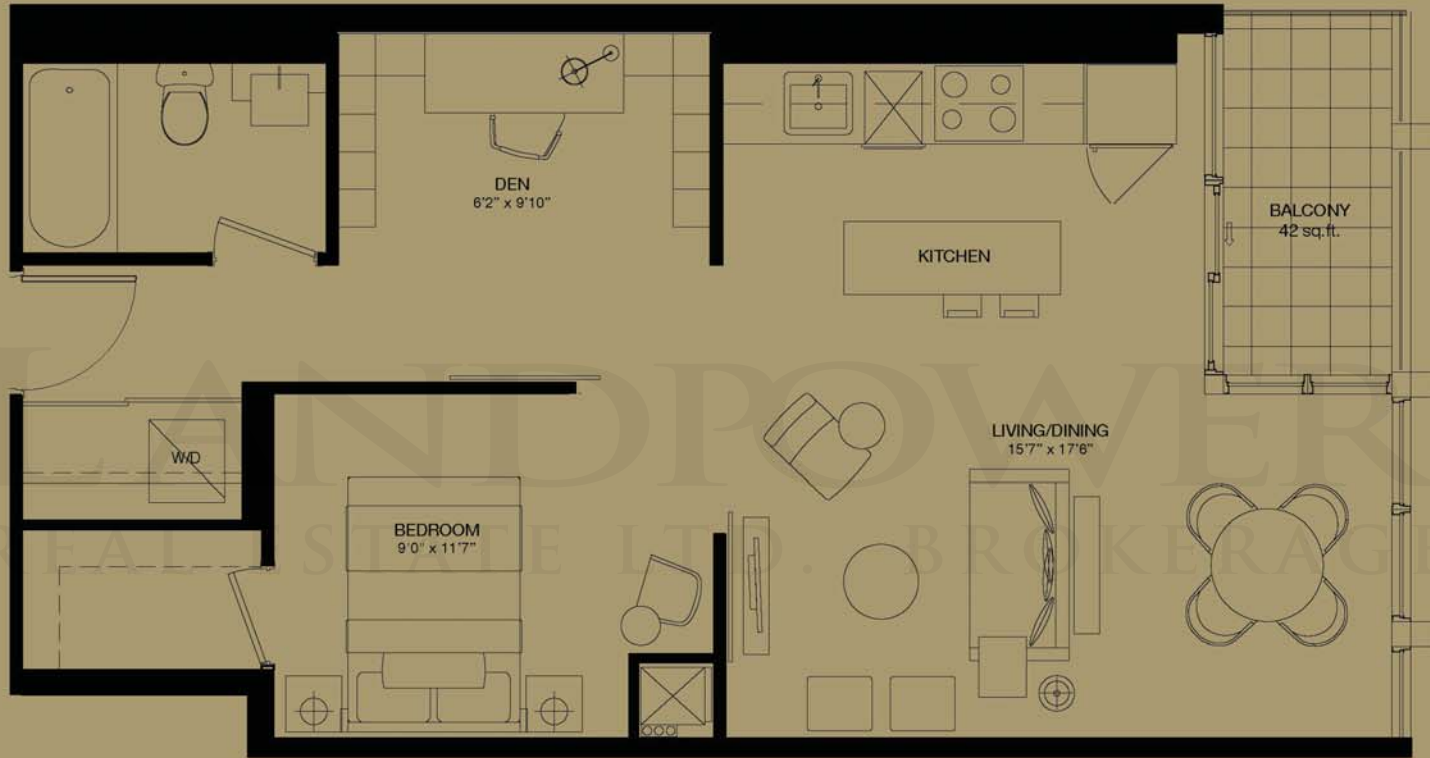 DEN
6'2" x 9'10"
KITCHEN
BALCONY
42 sq.ft.
W/D
LIVING/DINING
15'7" x 17'6"
BEDROOM
9'0" x 11'7"
LANDPOWER
REAL ESTATE LTD. BROKERAGE